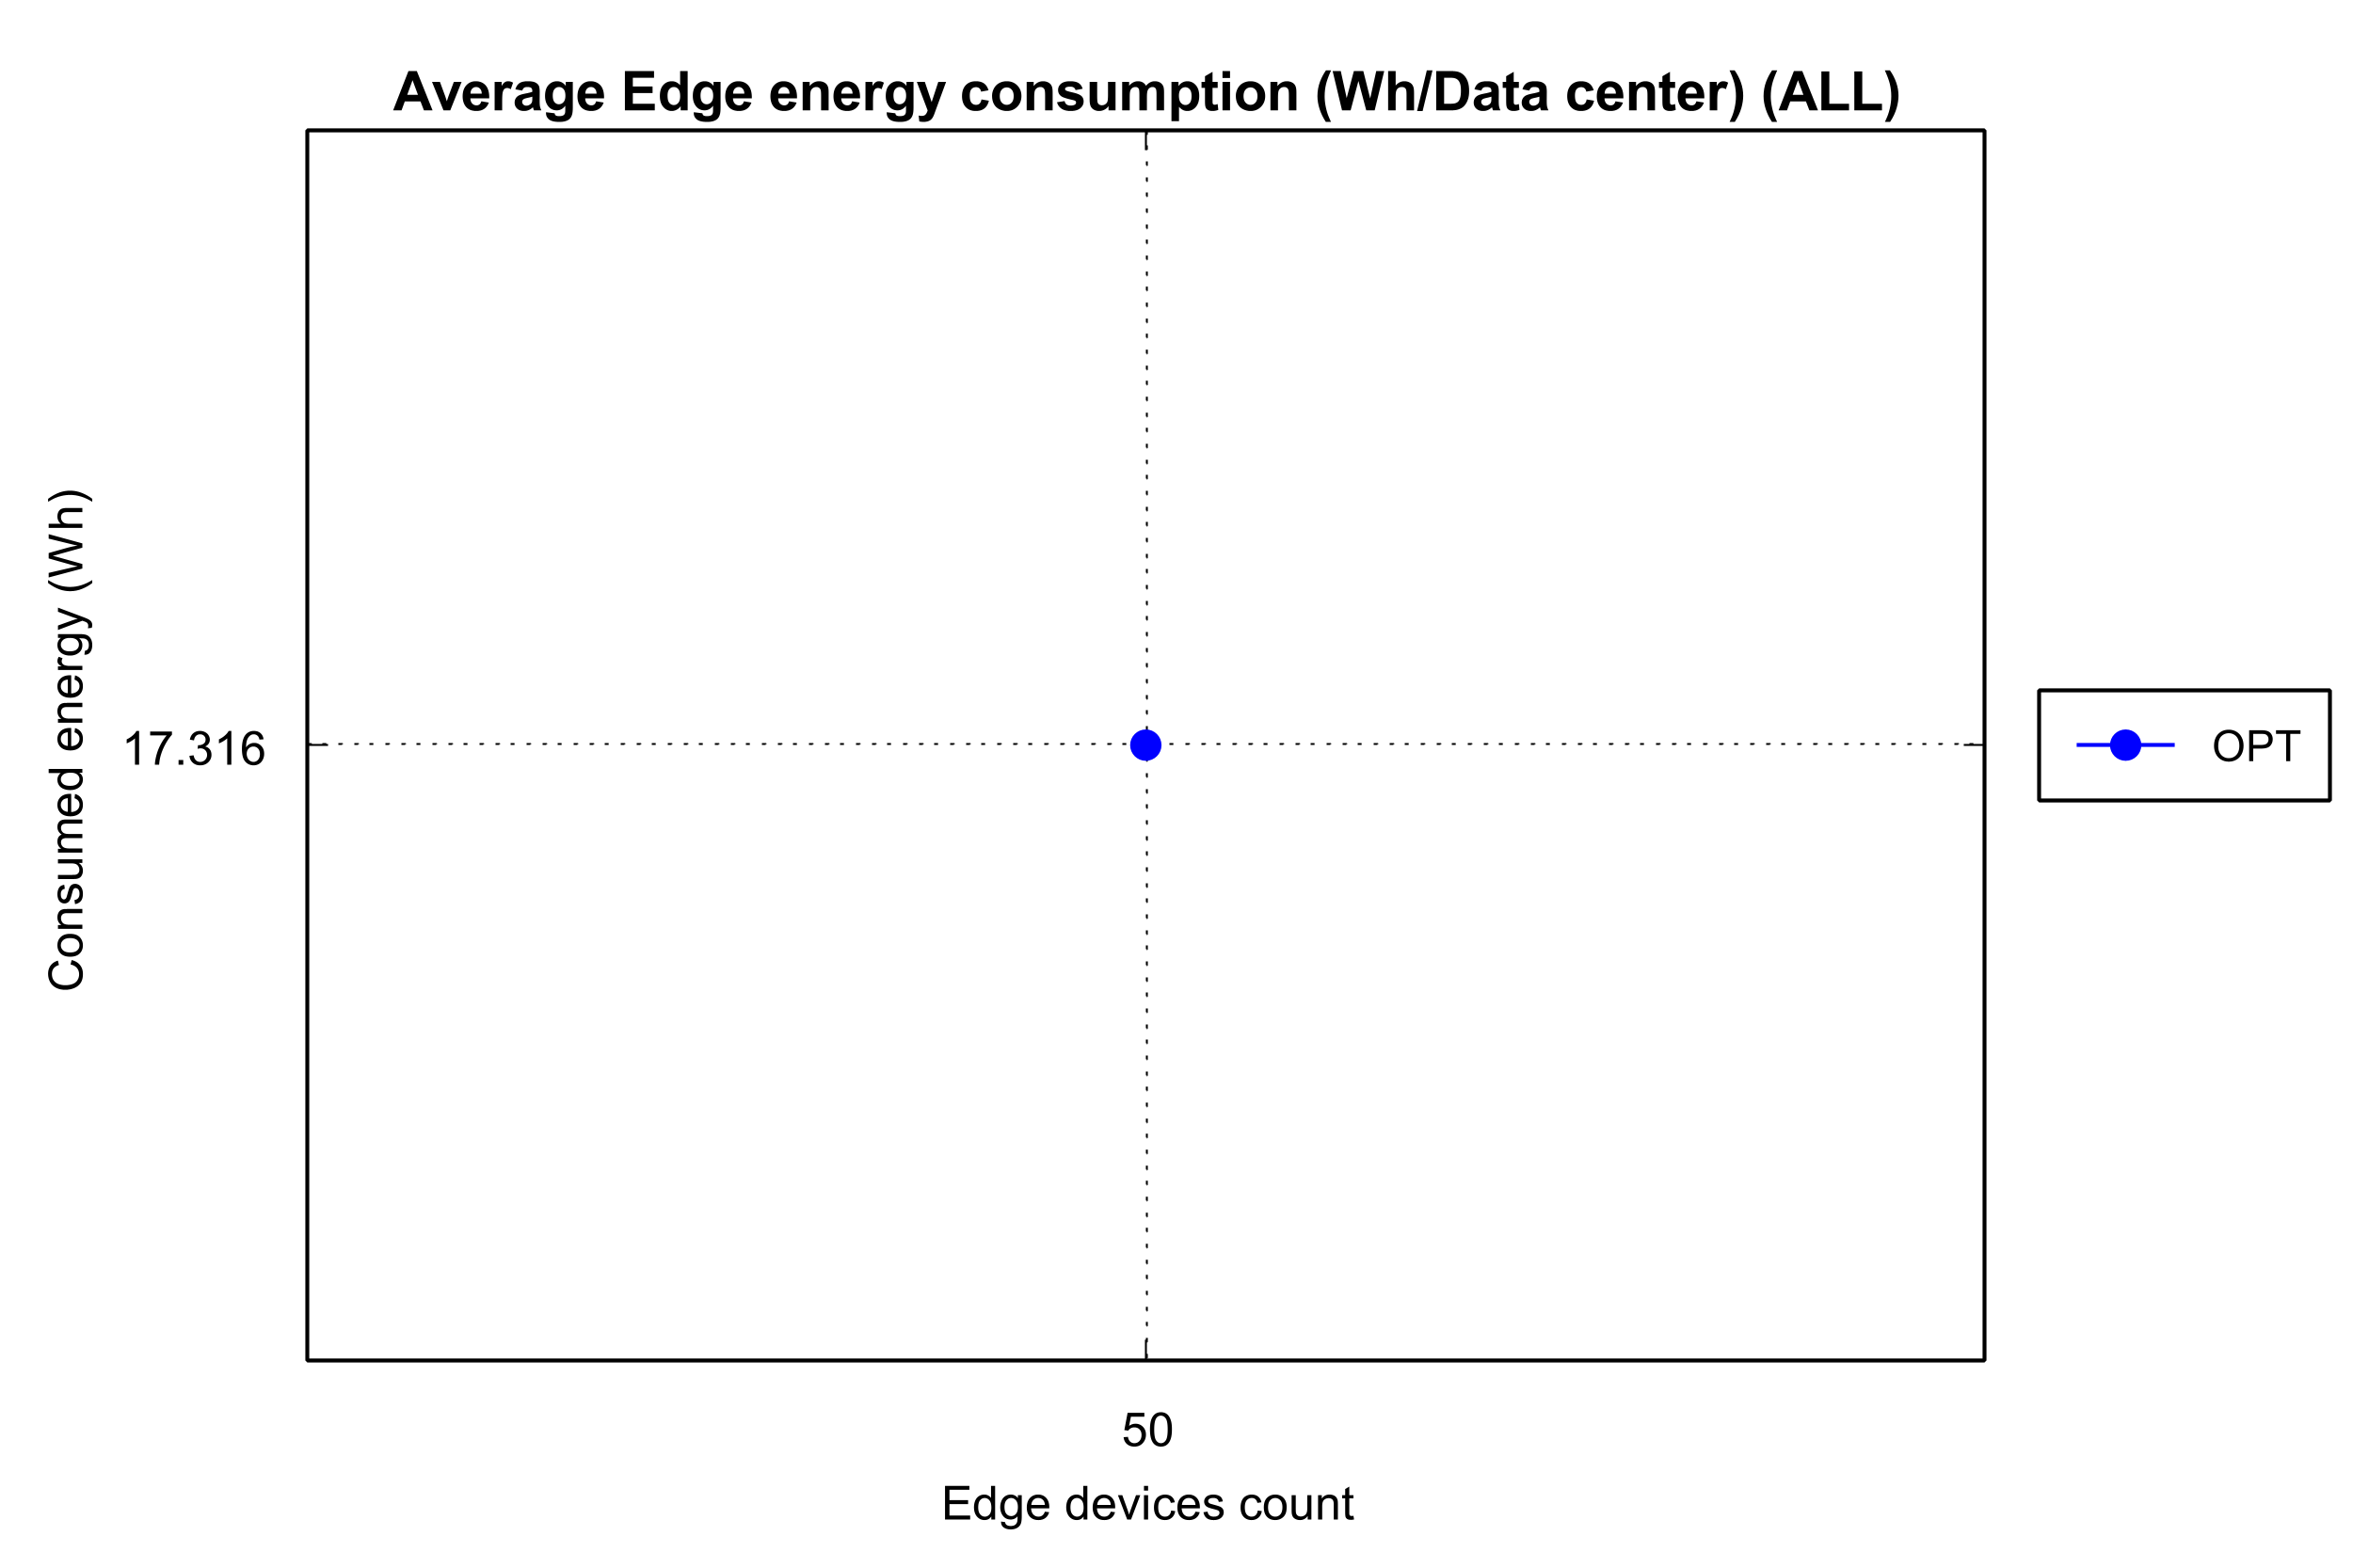 Average Edge energy consumption (Wh/Data center) (ALL)
Consumed energy (Wh)
17.316
OPT
50
Edge devices count